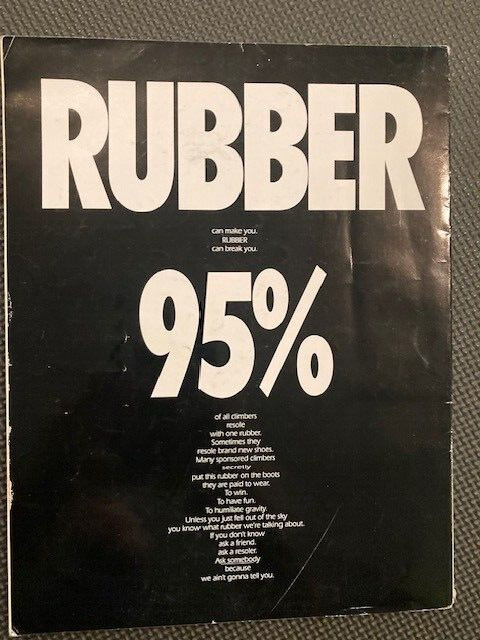 RUBBER
can make you.
RUBBER
can break you.
95%
of all climbers
resole
with one rubber.
Sometimes they
resole brand new shoes.
Many sponsored climbers
secretly
put this rubber on the boots
they are paid to wear.
To win.
To have fun.
To humiliate gravity.
Unless you just fell out of the sky
you know what rubber we're talking about.
If you don't know
ask a friend.
ask a resoler.
Ask somebody
because
we ain't gonna tell you.